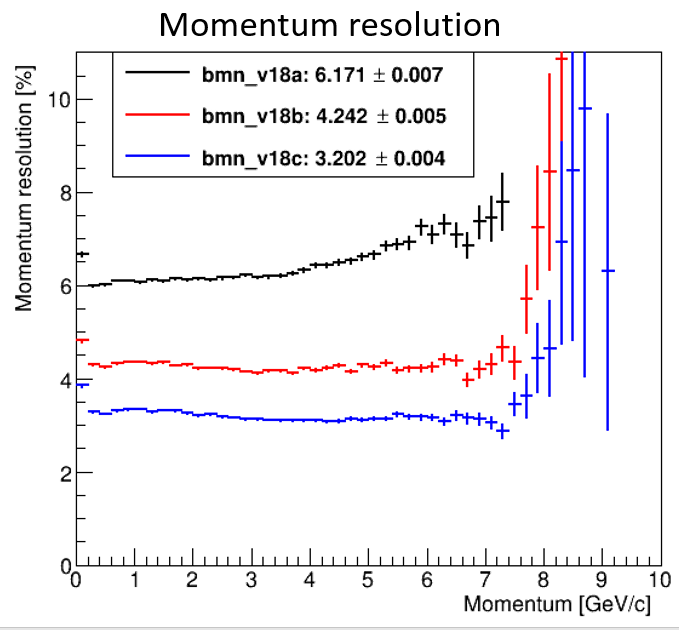 Momentum resolution
Momentum resolution [%]
bmn_v18a: 6.171 ± 0.007
bmn_v18b: 4.242 ± 0.005
bmn_v18c: 3.202 ± 0.004
10
8
6
4
2
0
0 1 2 3 4 5 6 7 8 9 10
Momentum [GeV/c]